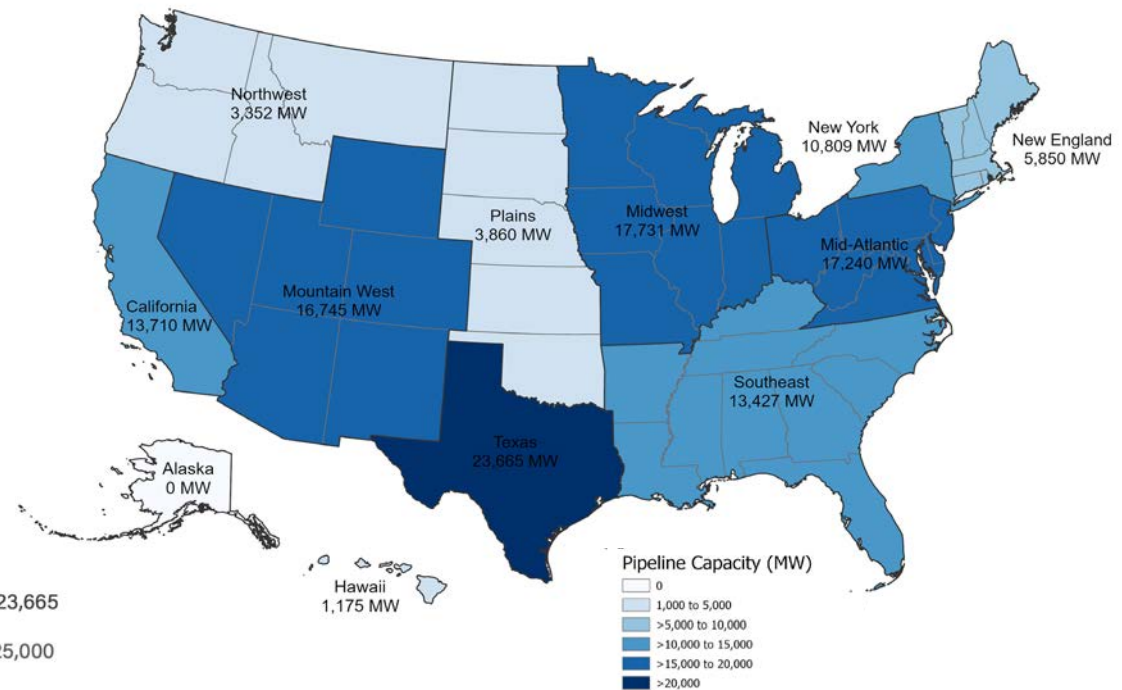 Northwest
3,352 MW
New York
10,809 MW
New England
5,850 MW
Plains
3,860 MW
Midwest
17,731 MW
Mid-Atlantic
17,240 MW
Mountain West
16,745 MW
California
13,710 MW
Southeast
13,427 MW
Texas
23,665 MW
Alaska
0 MW
Hawaii
1,175 MW
23,665
25,000
Pipeline Capacity (MW)
0
1,000 to 5,000
>5,000 to 10,000
>10,000 to 15,000
>15,000 to 20,000
>20,000